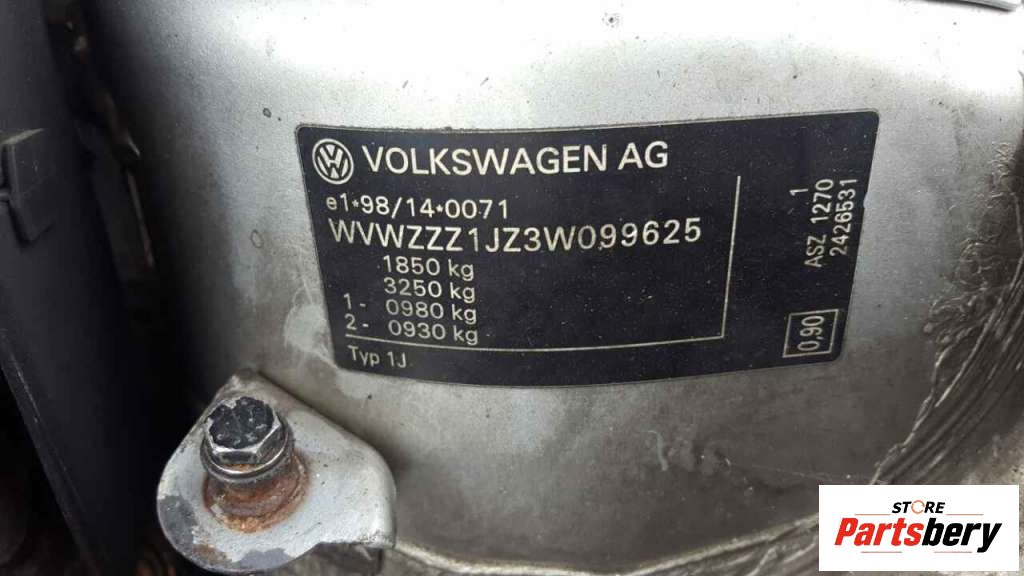 VOLKSWAGEN AG
e1*98/14*0071
WVWZZZ1JZ3W099625
1850 kg
3250 kg
1- 0980 kg
2- 0930 kg
Typ 1J
1
ASZ 1270
2426531
0,90
STORE
Partsbery